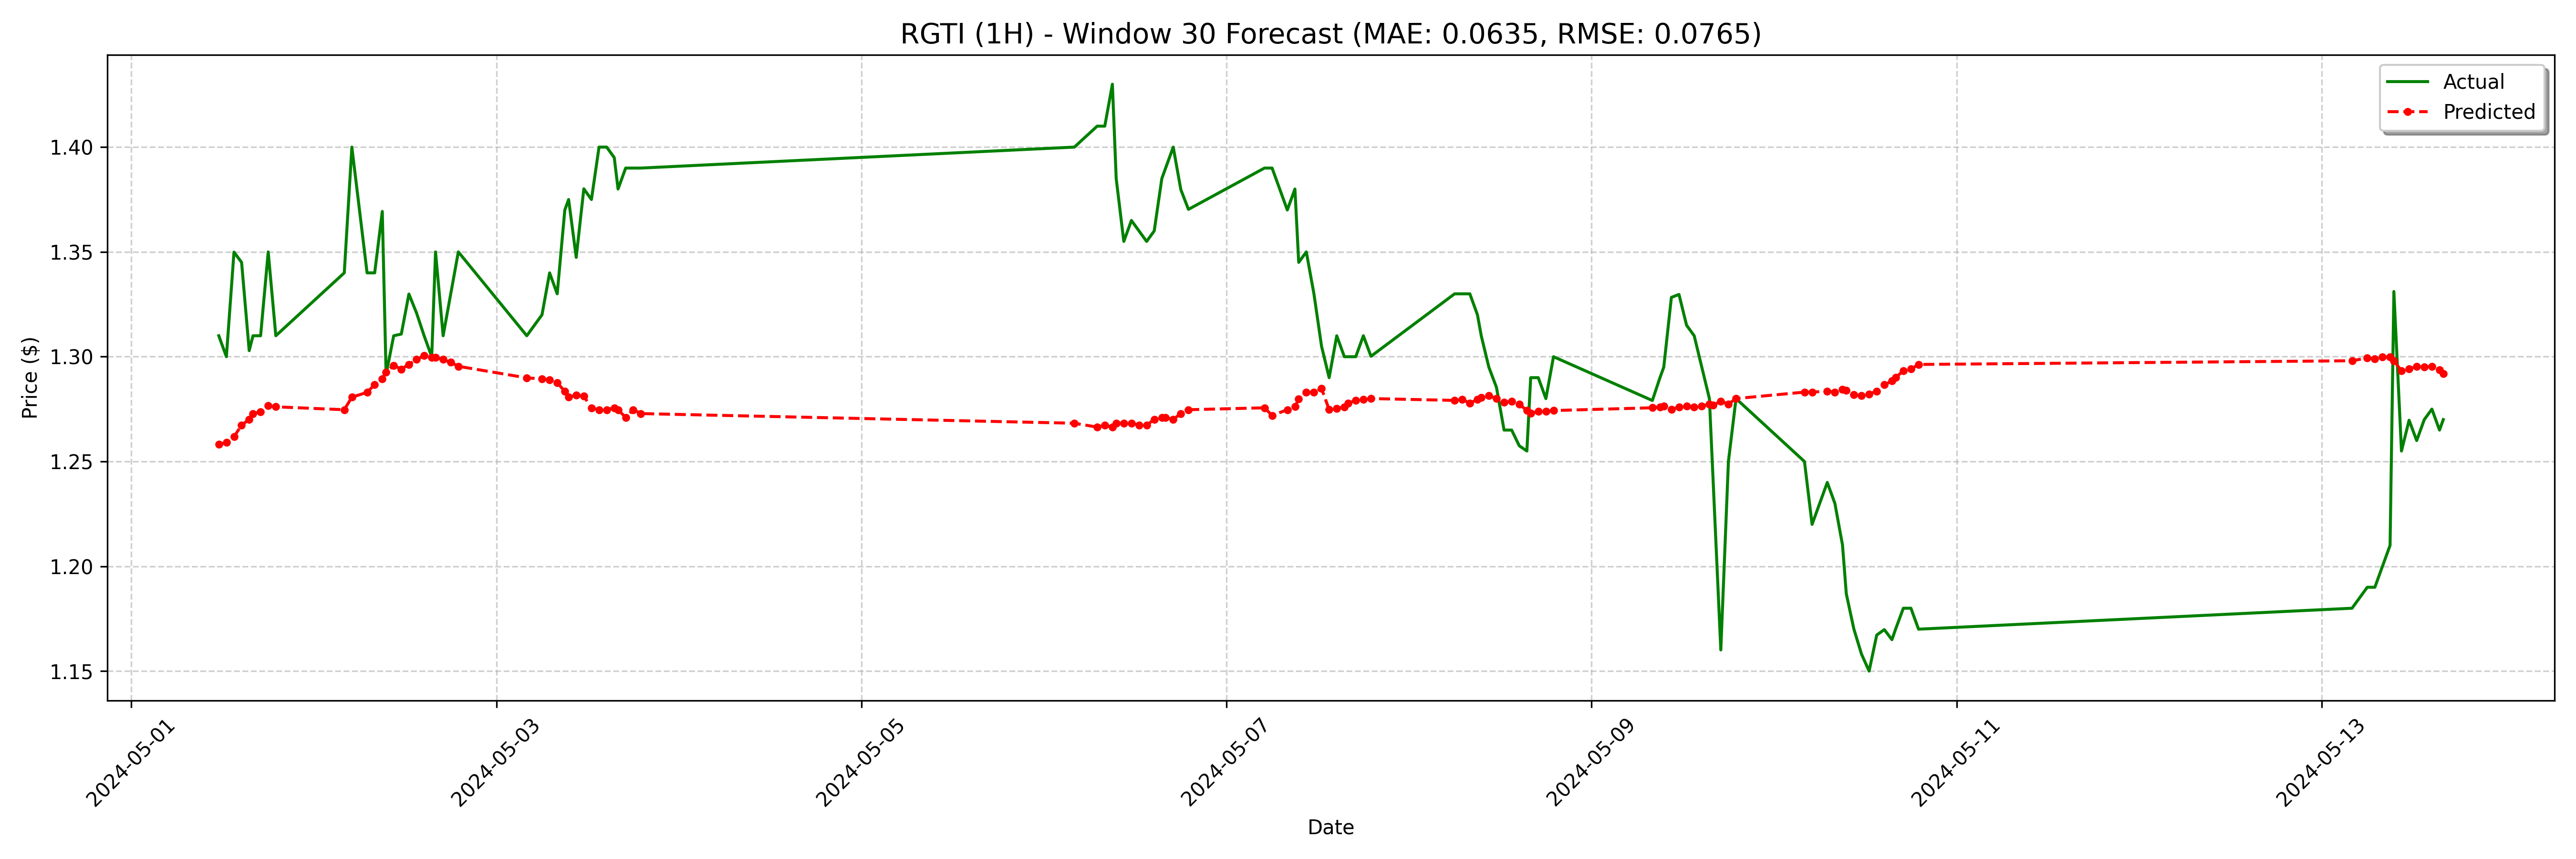 RGTI (1H) - Window 30 Forecast (MAE: 0.0635, RMSE: 0.0765)
Actual
Predicted
Price ($)
1.40
1.35
1.30
1.25
1.20
1.15
2024-05-01
2024-05-03
2024-05-05
2024-05-07
2024-05-09
2024-05-11
2024-05-13
Date